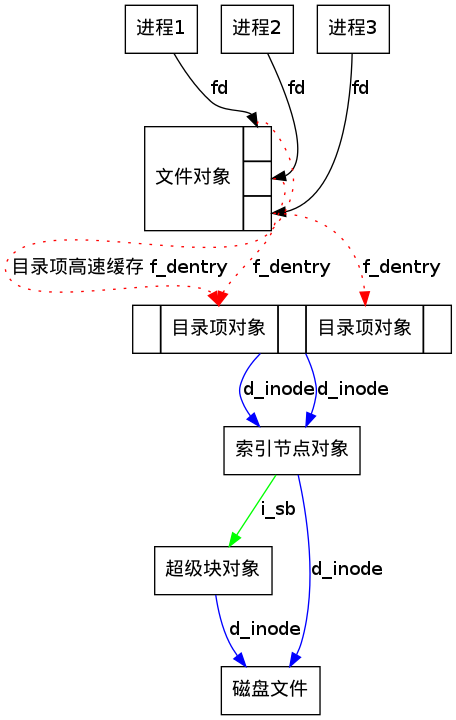 进程1
进程2
进程3
fd
fd
fd
文件对象
目录项高速缓存 f_dentry
f_dentry
f_dentry
目录项对象
目录项对象
d_inode
d_inode
索引节点对象
i_sb
超级块对象
d_inode
d_inode
磁盘文件